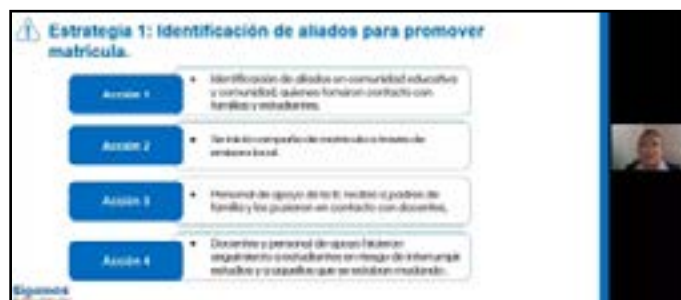 Estrategia 1: Identificación de aliados para promover
matrícula.
Acción 1
• Identificación de aliados en comunidad educativa
y comunidad, quienes tomaron contacto con
familias y estudiantes.
Acción 2
• Se inició campaña de matrícula a través de
emisora local.
Acción 3
• Personal de apoyo de la IE recibió a padres de
familia y los pusieron en contacto con docentes.
Acción 4
• Docentes y personal de apoyo hicieron
seguimiento a estudiantes en riesgo de interrumpir
estudios y a aquellos que se estaban mudando.
Sigamos